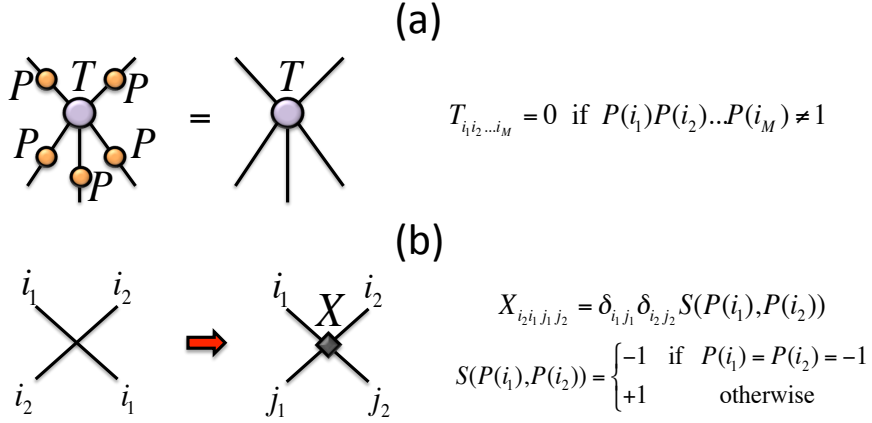 (a)
P T P = T
P P P
T_{i_1 i_2 ... i_M} = 0 if P(i_1)P(i_2)...P(i_M) ≠ 1
(b)
i_1 i_2
i_2 i_1
i_1 X i_2
j_1 j_2
X_{i_2 i_1 j_1 j_2} = δ_{i_1 j_1} δ_{i_2 j_2} S(P(i_1),P(i_2))
S(P(i_1),P(i_2)) = { -1 if P(i_1) = P(i_2) = -1
+1 otherwise